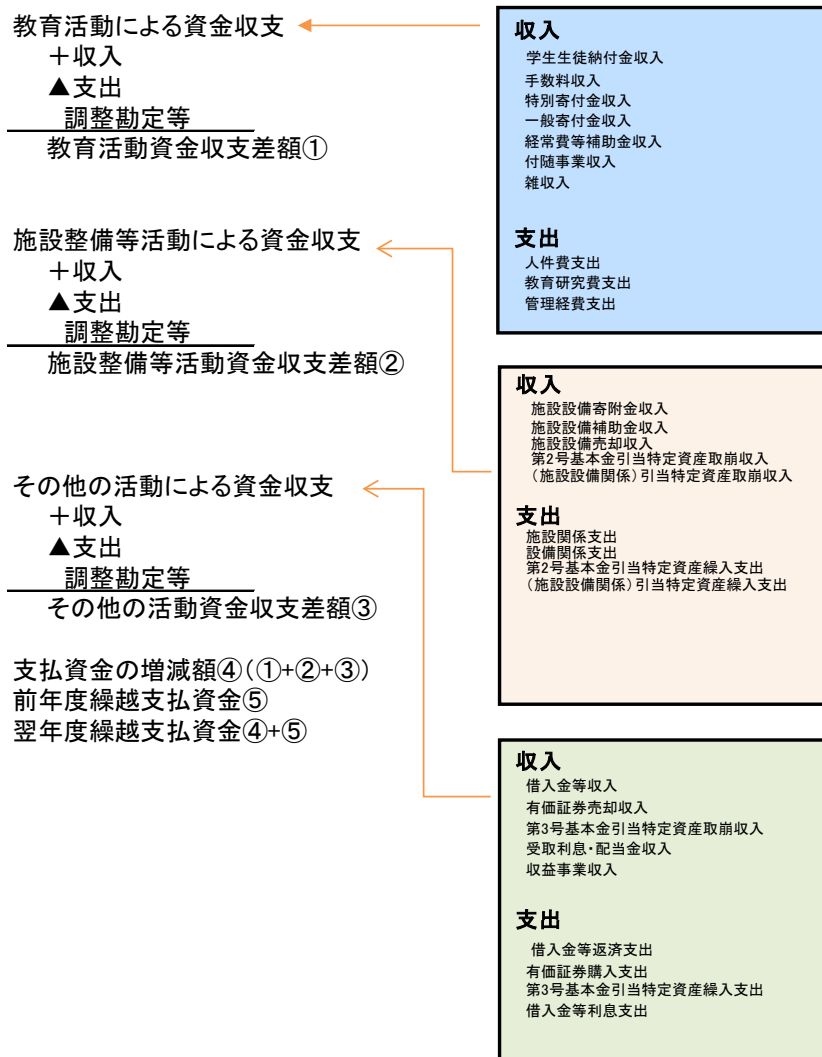 教育活動による資金収支
＋収入
▲支出
調整勘定等
教育活動資金収支差額①
施設整備等活動による資金収支
＋収入
▲支出
調整勘定等
施設整備等活動資金収支差額②
その他の活動による資金収支
＋収入
▲支出
調整勘定等
その他の活動資金収支差額③
支払資金の増減額④（①+②+③）
前年度繰越支払資金⑤
翌年度繰越支払資金④+⑤
収入
学生生徒納付金収入
手数料収入
特別寄付金収入
一般寄付金収入
経常費等補助金収入
付随事業収入
雑収入
支出
人件費支出
教育研究費支出
管理経費支出
収入
施設設備寄附金収入
施設設備補助金収入
施設設備売却収入
第2号基本金引当特定資産取崩収入
（施設設備関係）引当特定資産取崩収入
支出
施設関係支出
設備関係支出
第2号基本金引当特定資産繰入支出
（施設設備関係）引当特定資産繰入支出
収入
借入金等収入
有価証券売却収入
第3号基本金引当特定資産取崩収入
受取利息・配当金収入
収益事業収入
支出
借入金等返済支出
有価証券購入支出
第3号基本金引当特定資産繰入支出
借入金等利息支出